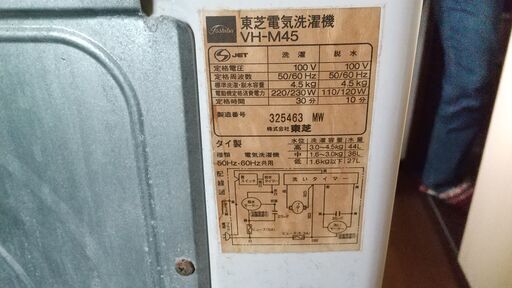 Toshiba
東芝電気洗濯機
VH-M45
JET 洗濯 脱水
定格電圧 100 V 100 V
定格周波数 50/60 Hz 50/60 Hz
標準洗濯・脱水容量 4.5 kg 4.5 kg
電動機定格消費電力 220/230 W 110/120 W
定格時間 30 分 10 分
製造番号 325463 MW
株式会社 東芝
タイ製
水位 洗濯容量 水量
高 3.0~4.5kg 44L
中 1.6~3.0kg 36L
低 1.6kg以下 27L
種類 電気洗濯機
50Hz・60Hz共用
配線図
洗いタイマー